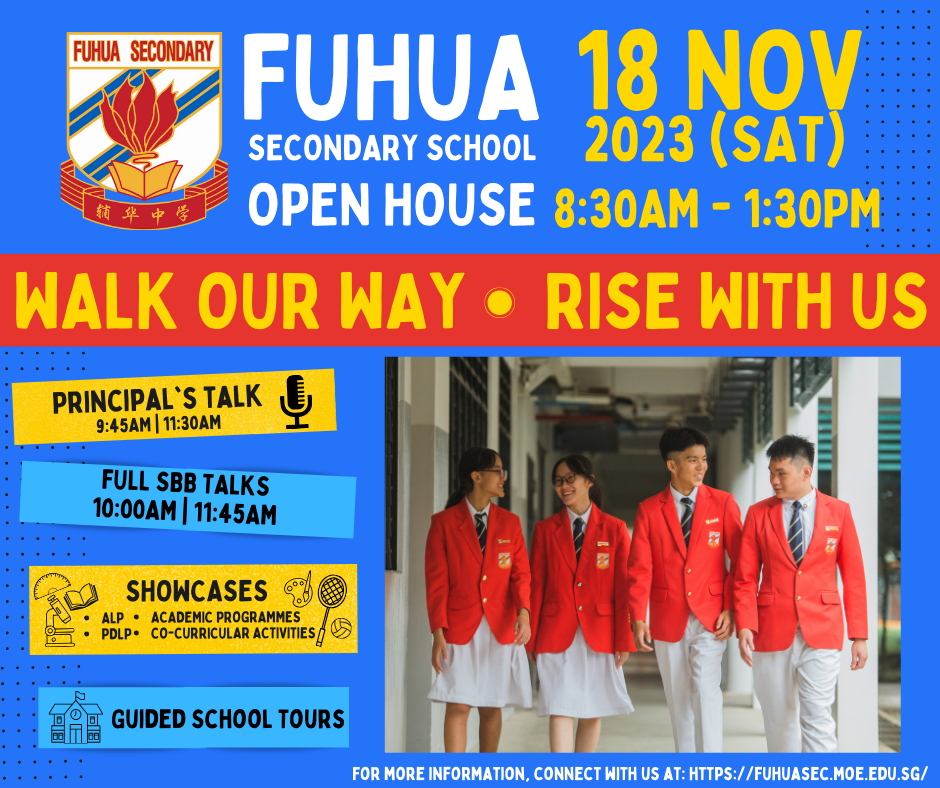 FUHUA SECONDARY
辅华中学
FUHUA
SECONDARY SCHOOL
OPEN HOUSE
18 NOV
2023 (SAT)
8:30AM - 1:30PM
WALK OUR WAY • RISE WITH US
PRINCIPAL`S TALK
9:45AM | 11:30AM
FULL SBB TALKS
10:00AM | 11:45AM
SHOWCASES
• ALP • ACADEMIC PROGRAMMES
• PDLP • CO-CURRICULAR ACTIVITIES
GUIDED SCHOOL TOURS
FOR MORE INFORMATION, CONNECT WITH US AT: HTTPS://FUHUASEC.MOE.EDU.SG/